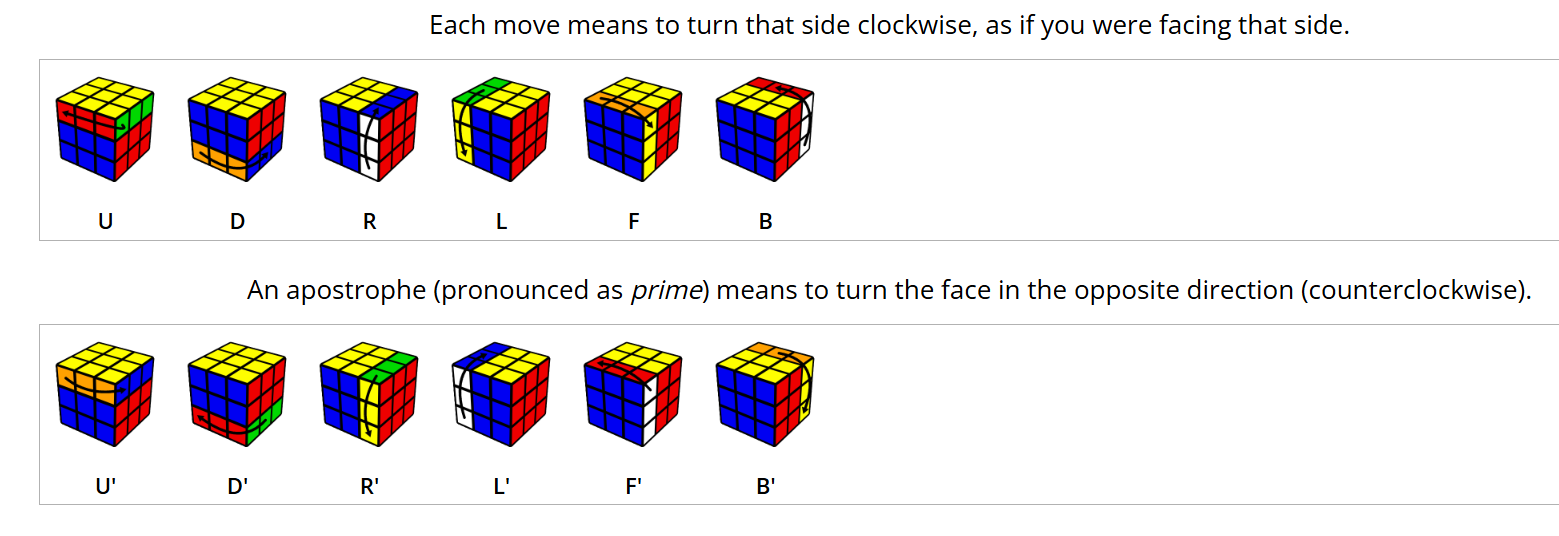 Each move means to turn that side clockwise, as if you were facing that side.
U D R L F B
An apostrophe (pronounced as prime) means to turn the face in the opposite direction (counterclockwise).
U' D' R' L' F' B'